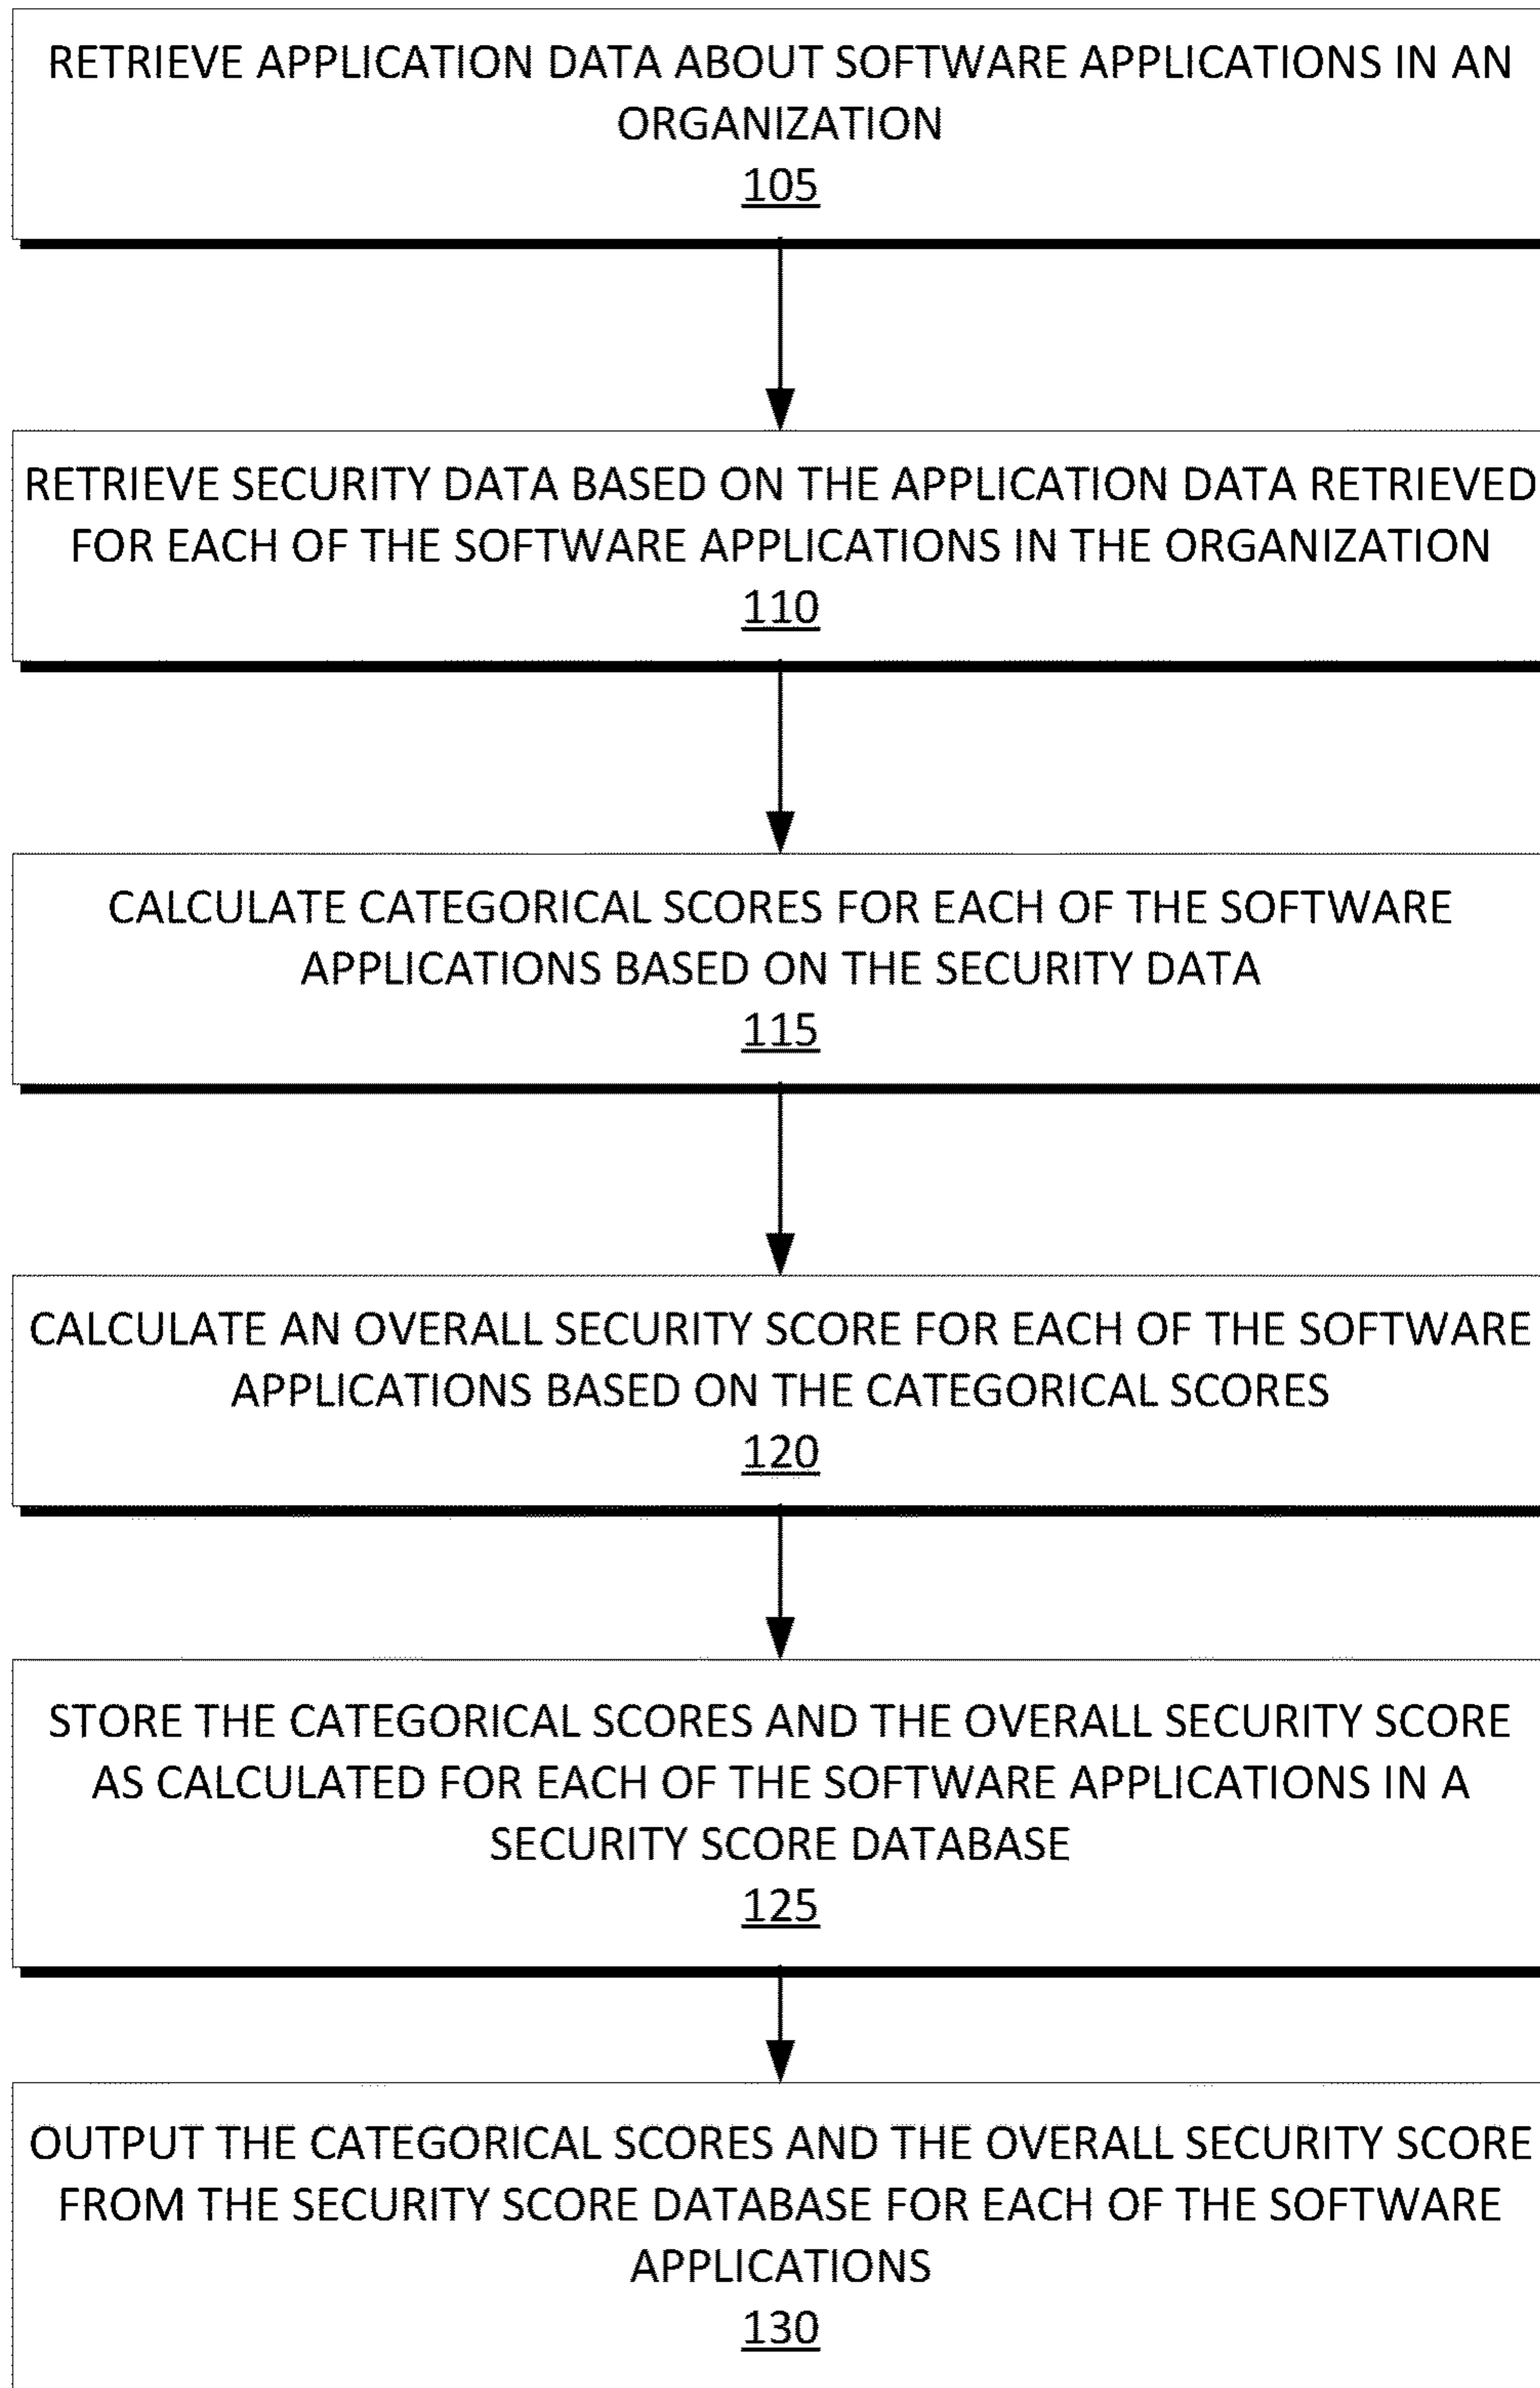 RETRIEVE APPLICATION DATA ABOUT SOFTWARE APPLICATIONS IN AN
ORGANIZATION
105
RETRIEVE SECURITY DATA BASED ON THE APPLICATION DATA RETRIEVED
FOR EACH OF THE SOFTWARE APPLICATIONS IN THE ORGANIZATION
110
CALCULATE CATEGORICAL SCORES FOR EACH OF THE SOFTWARE
APPLICATIONS BASED ON THE SECURITY DATA
115
CALCULATE AN OVERALL SECURITY SCORE FOR EACH OF THE SOFTWARE
APPLICATIONS BASED ON THE CATEGORICAL SCORES
120
STORE THE CATEGORICAL SCORES AND THE OVERALL SECURITY SCORE
AS CALCULATED FOR EACH OF THE SOFTWARE APPLICATIONS IN A
SECURITY SCORE DATABASE
125
OUTPUT THE CATEGORICAL SCORES AND THE OVERALL SECURITY SCORE
FROM THE SECURITY SCORE DATABASE FOR EACH OF THE SOFTWARE
APPLICATIONS
130